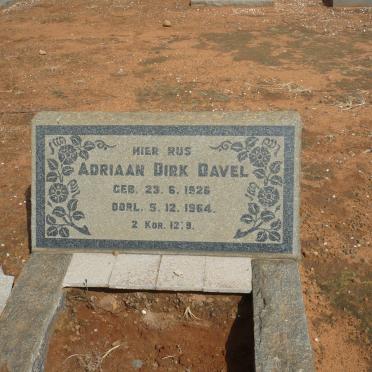 HIER RUS
ADRIAAN DIRK DAVEL
GEB. 23. 6. 1926
OORL. 5. 12. 1964.
2 KOR. 12:9.